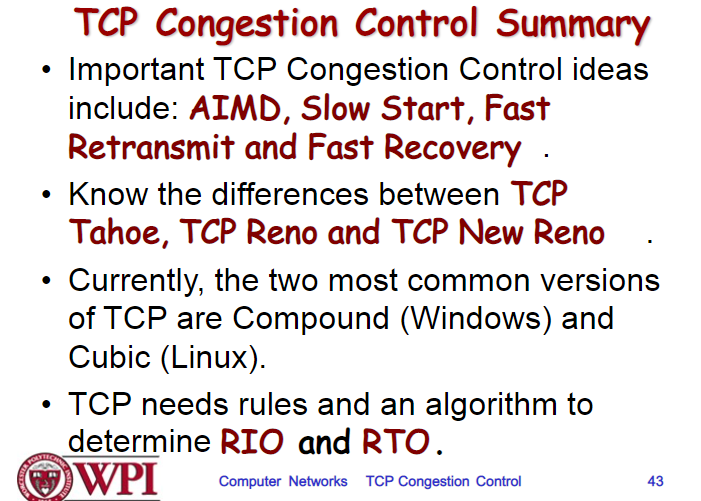 TCP Congestion Control Summary
• Important TCP Congestion Control ideas
include: AIMD, Slow Start, Fast
Retransmit and Fast Recovery .
• Know the differences between TCP
Tahoe, TCP Reno and TCP New Reno .
• Currently, the two most common versions
of TCP are Compound (Windows) and
Cubic (Linux).
• TCP needs rules and an algorithm to
determine RIO and RTO.
WPI
Computer Networks TCP Congestion Control
43